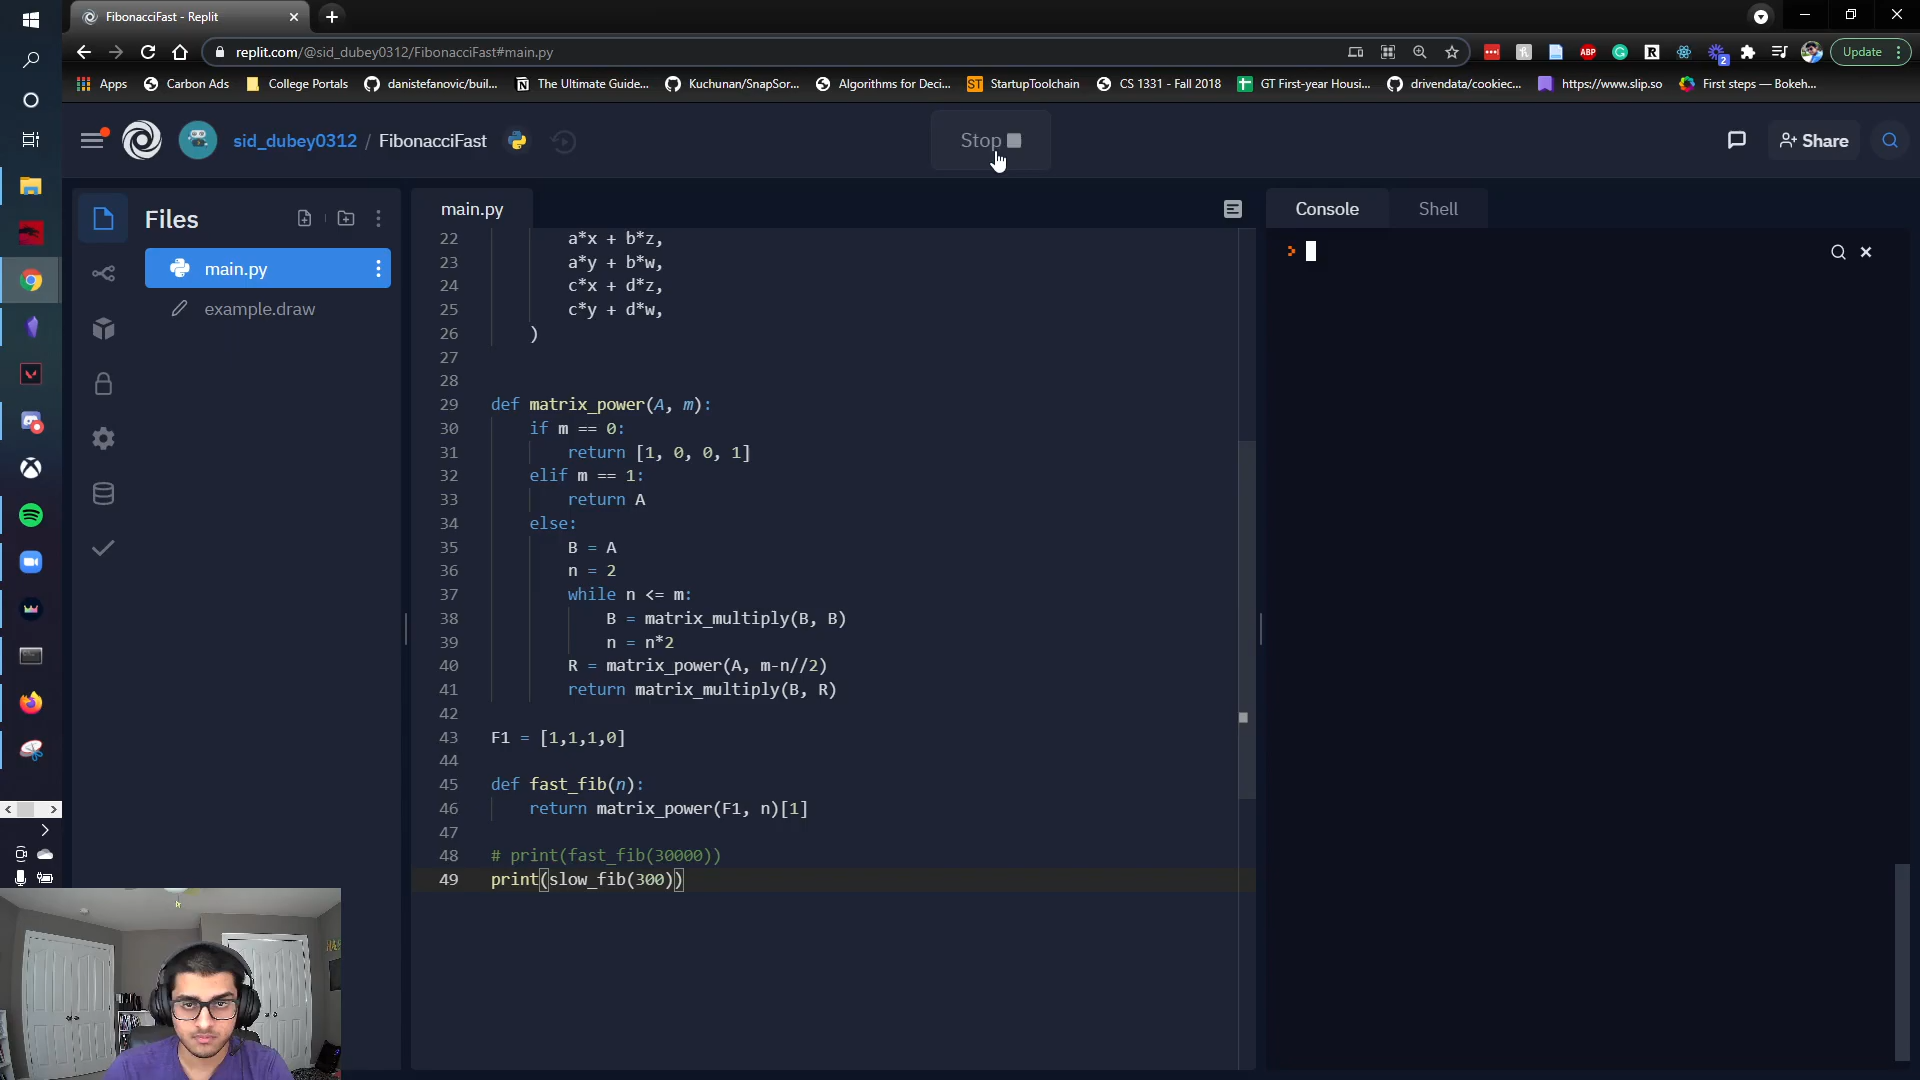 FibonacciFast - Replit
replit.com/@sid_dubey0312/FibonacciFast#main.py
ABP
2
Update
Apps
Carbon Ads
College Portals
danistefanovic/buil...
The Ultimate Guide...
Kuchunan/SnapSor...
Algorithms for Deci...
ST StartupToolchain
CS 1331 - Fall 2018
GT First-year Housi...
drivendata/cookiec...
https://www.slip.so
First steps — Bokeh...
sid_dubey0312 / FibonacciFast
Stop
Share
Files
main.py
example.draw
main.py
Console
Shell
22 a*x + b*z,
23 a*y + b*w,
24 c*x + d*z,
25 c*y + d*w,
26 )
27
28
29 def matrix_power(A, m):
30 if m == 0:
31 return [1, 0, 0, 1]
32 elif m == 1:
33 return A
34 else:
35 B = A
36 n = 2
37 while n <= m:
38 B = matrix_multiply(B, B)
39 n = n*2
40 R = matrix_power(A, m-n//2)
41 return matrix_multiply(B, R)
42
43 F1 = [1,1,1,0]
44
45 def fast_fib(n):
46 return matrix_power(F1, n)[1]
47
48 # print(fast_fib(30000))
49 print(slow_fib(300))